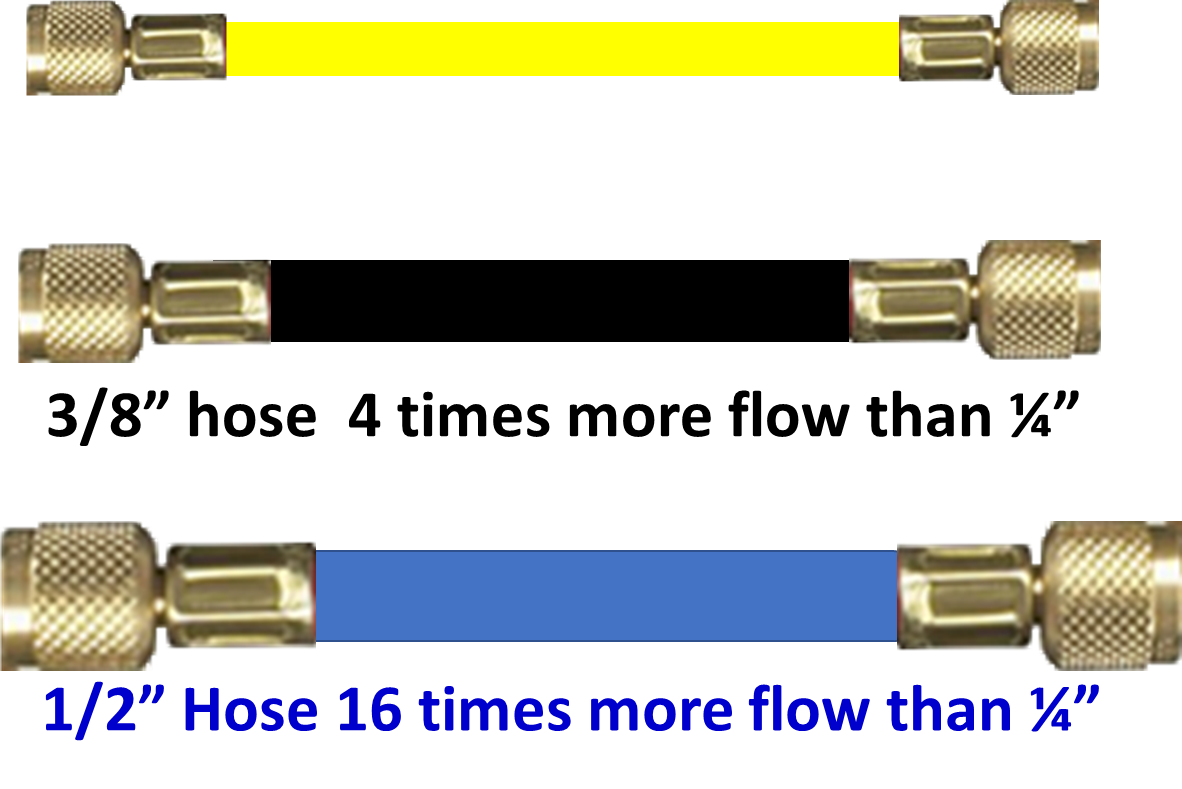 3/8” hose  4 times more flow than ¼”
1/2” Hose 16 times more flow than ¼”